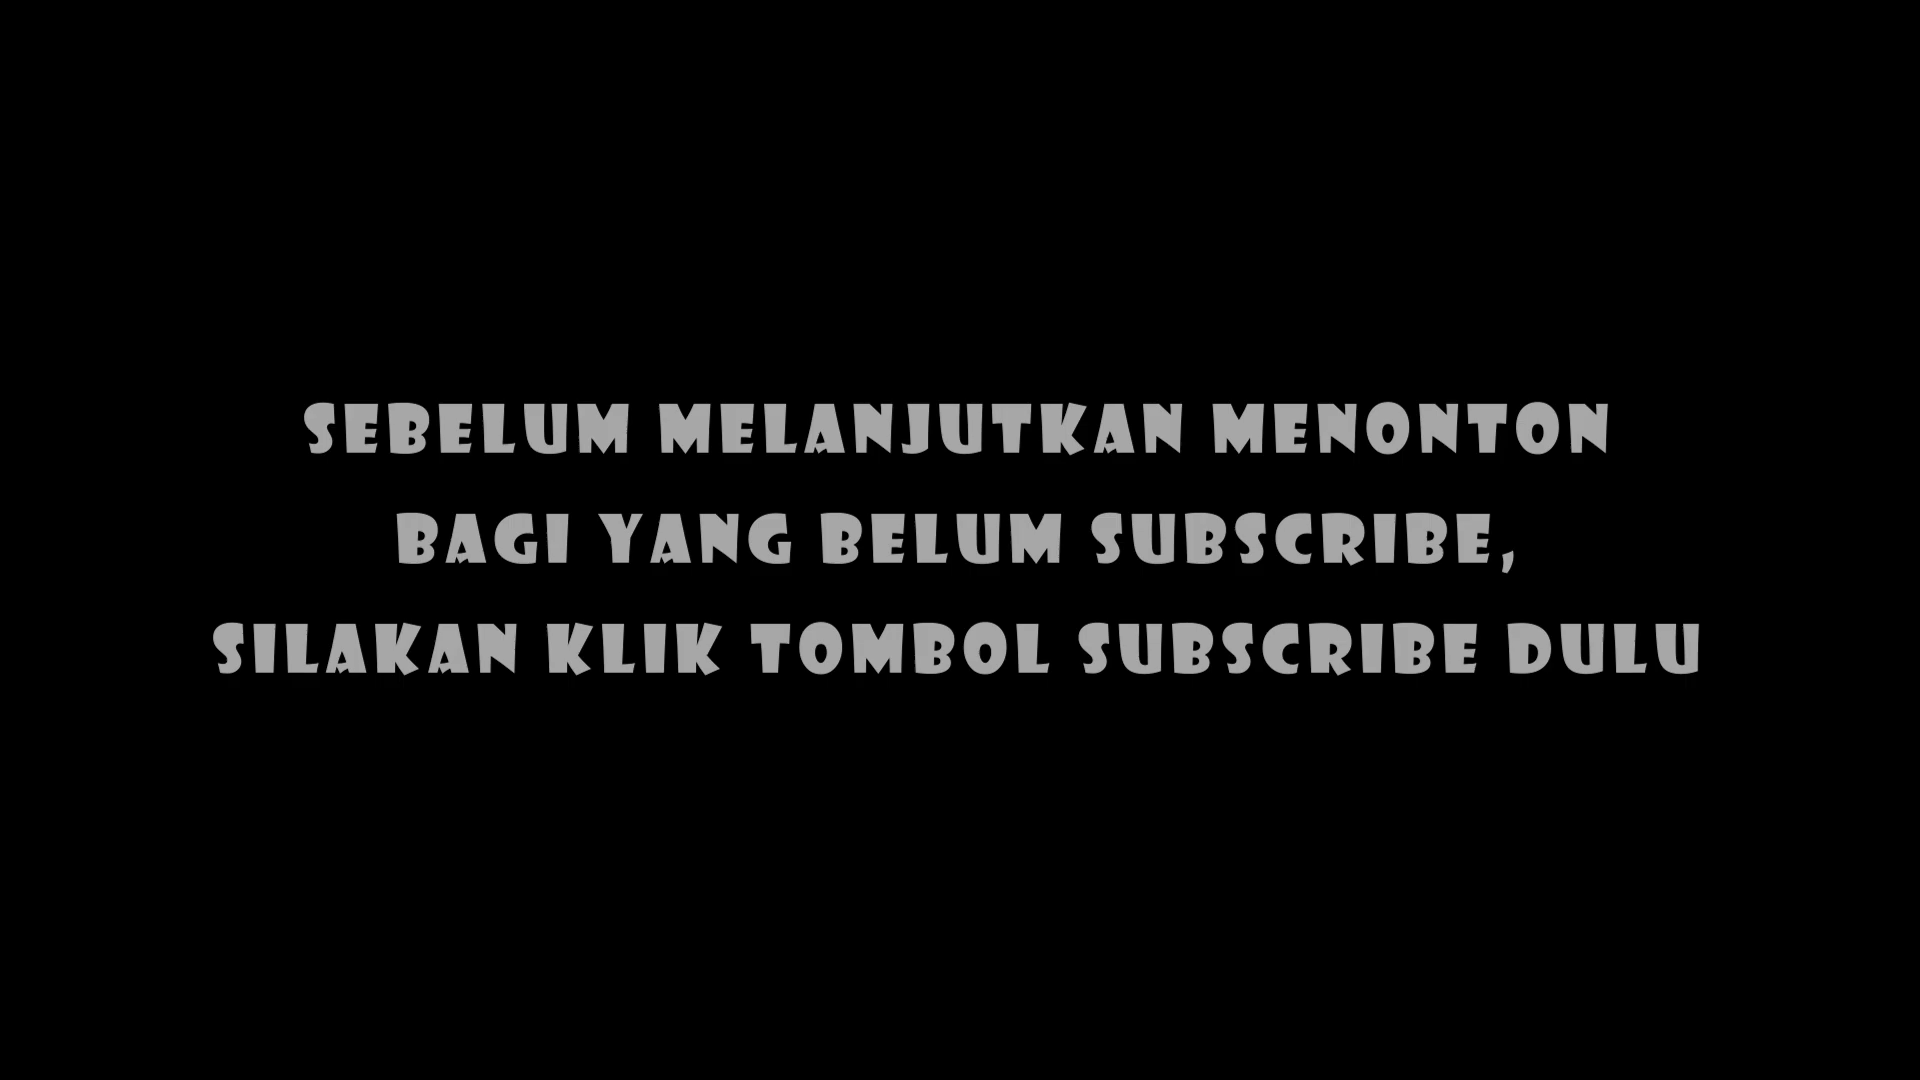 SEBELUM MELANJUTKAN MENONTON
BAGI YANG BELUM SUBSCRIBE,
SILAKAN KLIK TOMBOL SUBSCRIBE DULU